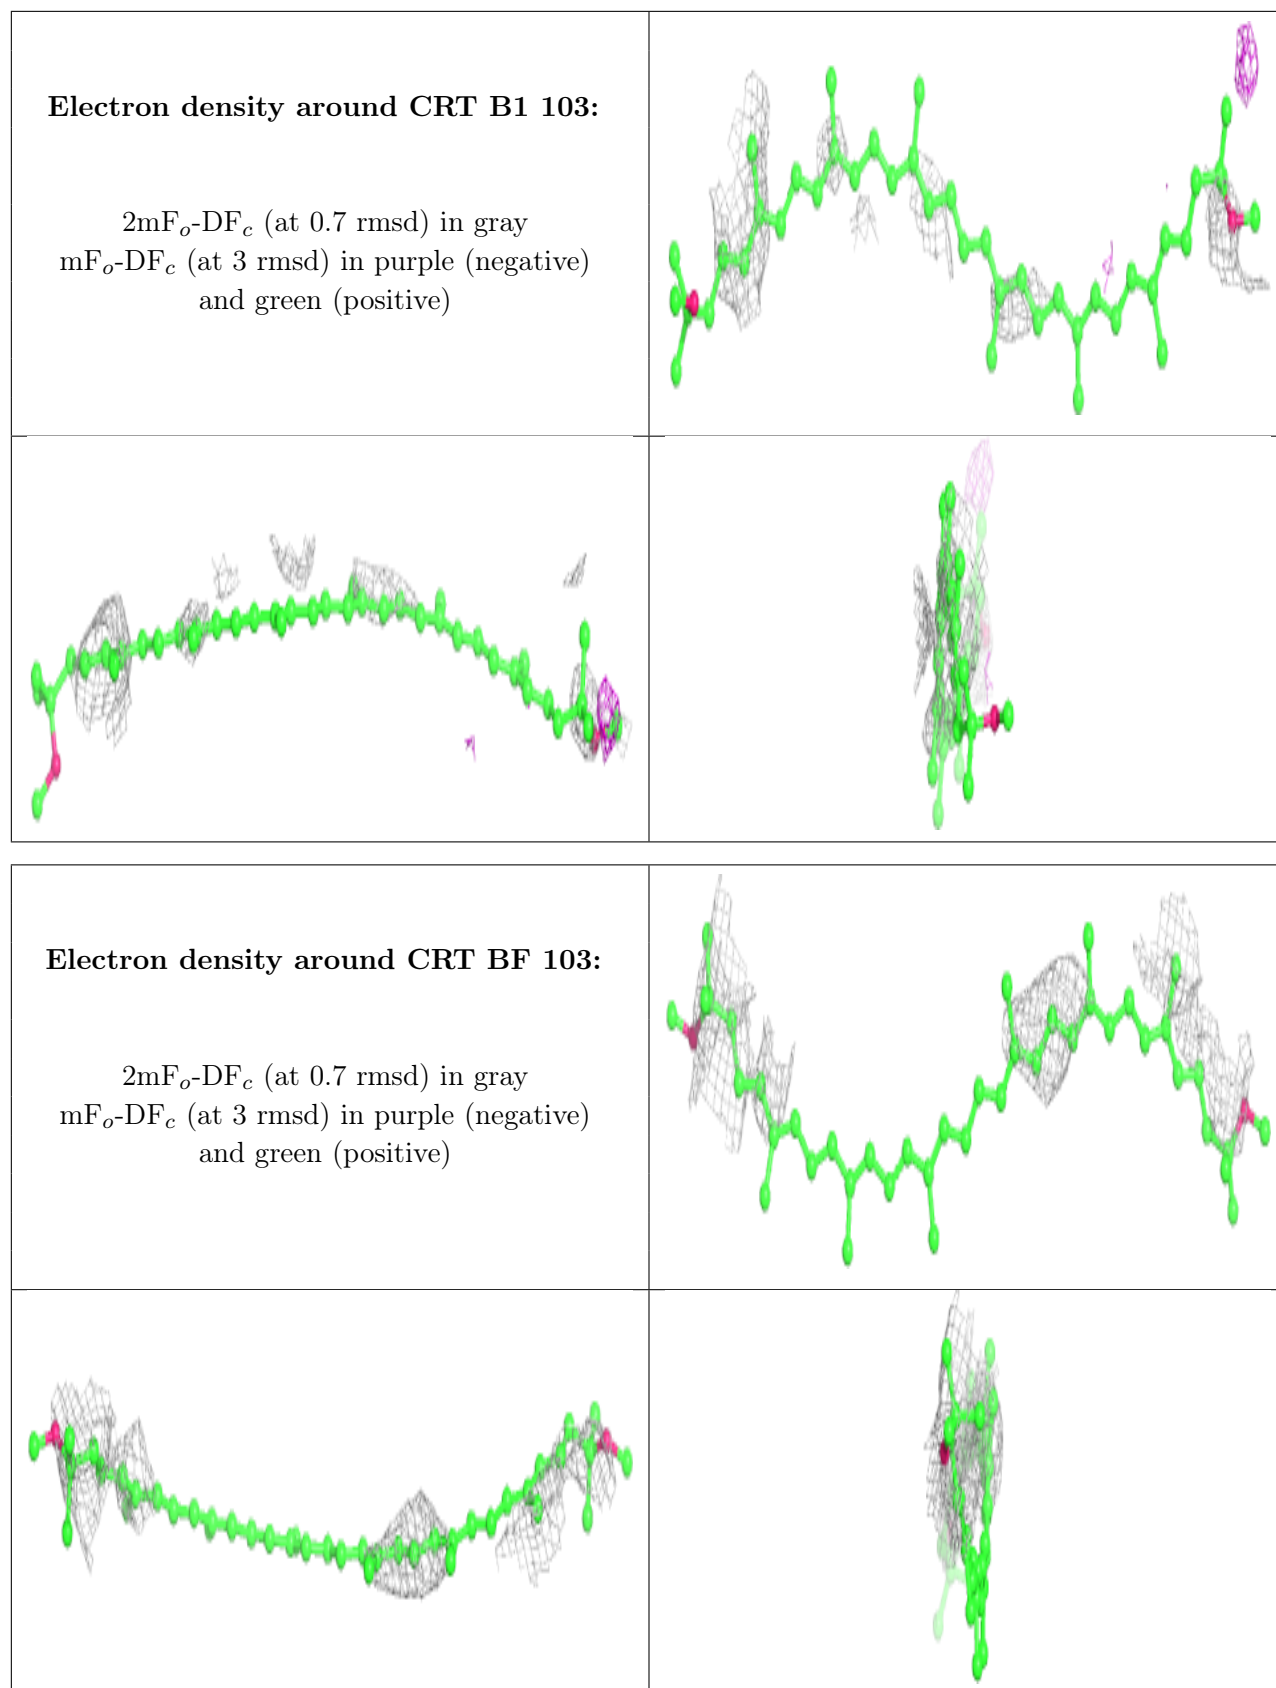 Electron density around CRT B1 103:
2mFo-DFc (at 0.7 rmsd) in gray
mFo-DFc (at 3 rmsd) in purple (negative)
and green (positive)
Electron density around CRT BF 103:
2mFo-DFc (at 0.7 rmsd) in gray
mFo-DFc (at 3 rmsd) in purple (negative)
and green (positive)